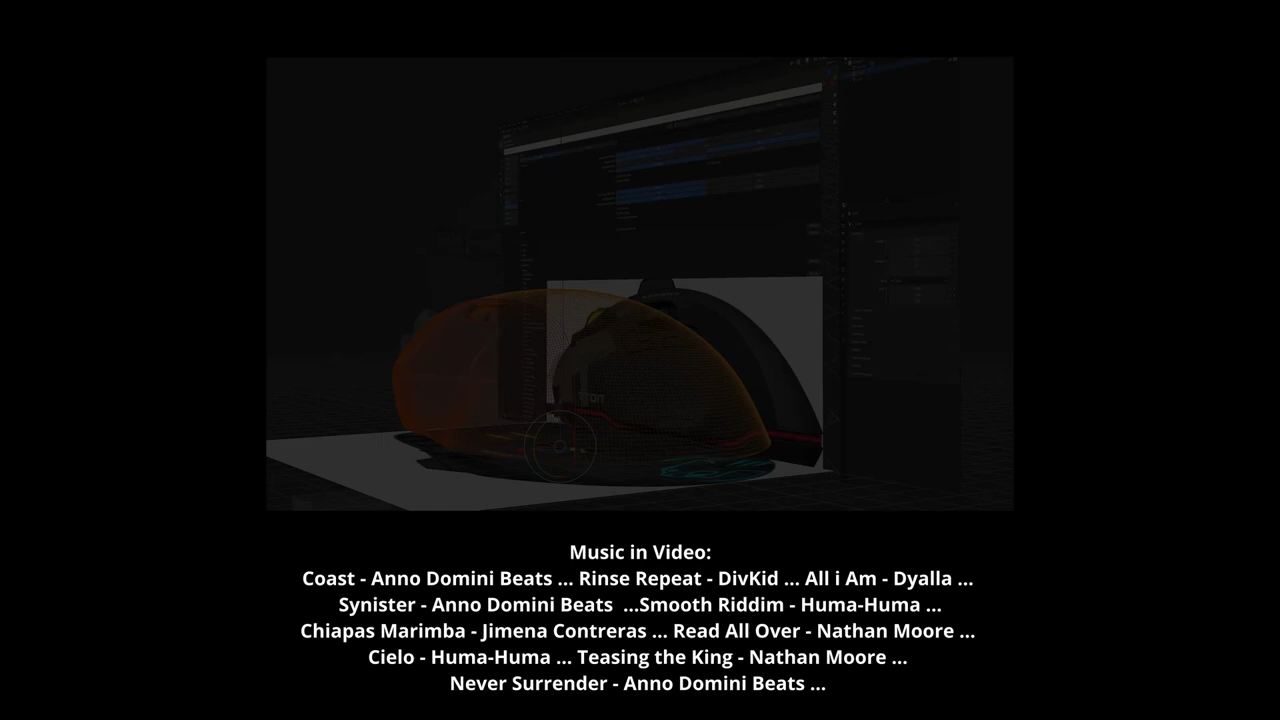 Music in Video:
Coast - Anno Domini Beats ... Rinse Repeat - DivKid ... All i Am - Dyalla ...
Synister - Anno Domini Beats  ...Smooth Riddim - Huma-Huma ...
Chiapas Marimba - Jimena Contreras ... Read All Over - Nathan Moore ...
Cielo - Huma-Huma ... Teasing the King - Nathan Moore ...
Never Surrender - Anno Domini Beats ...